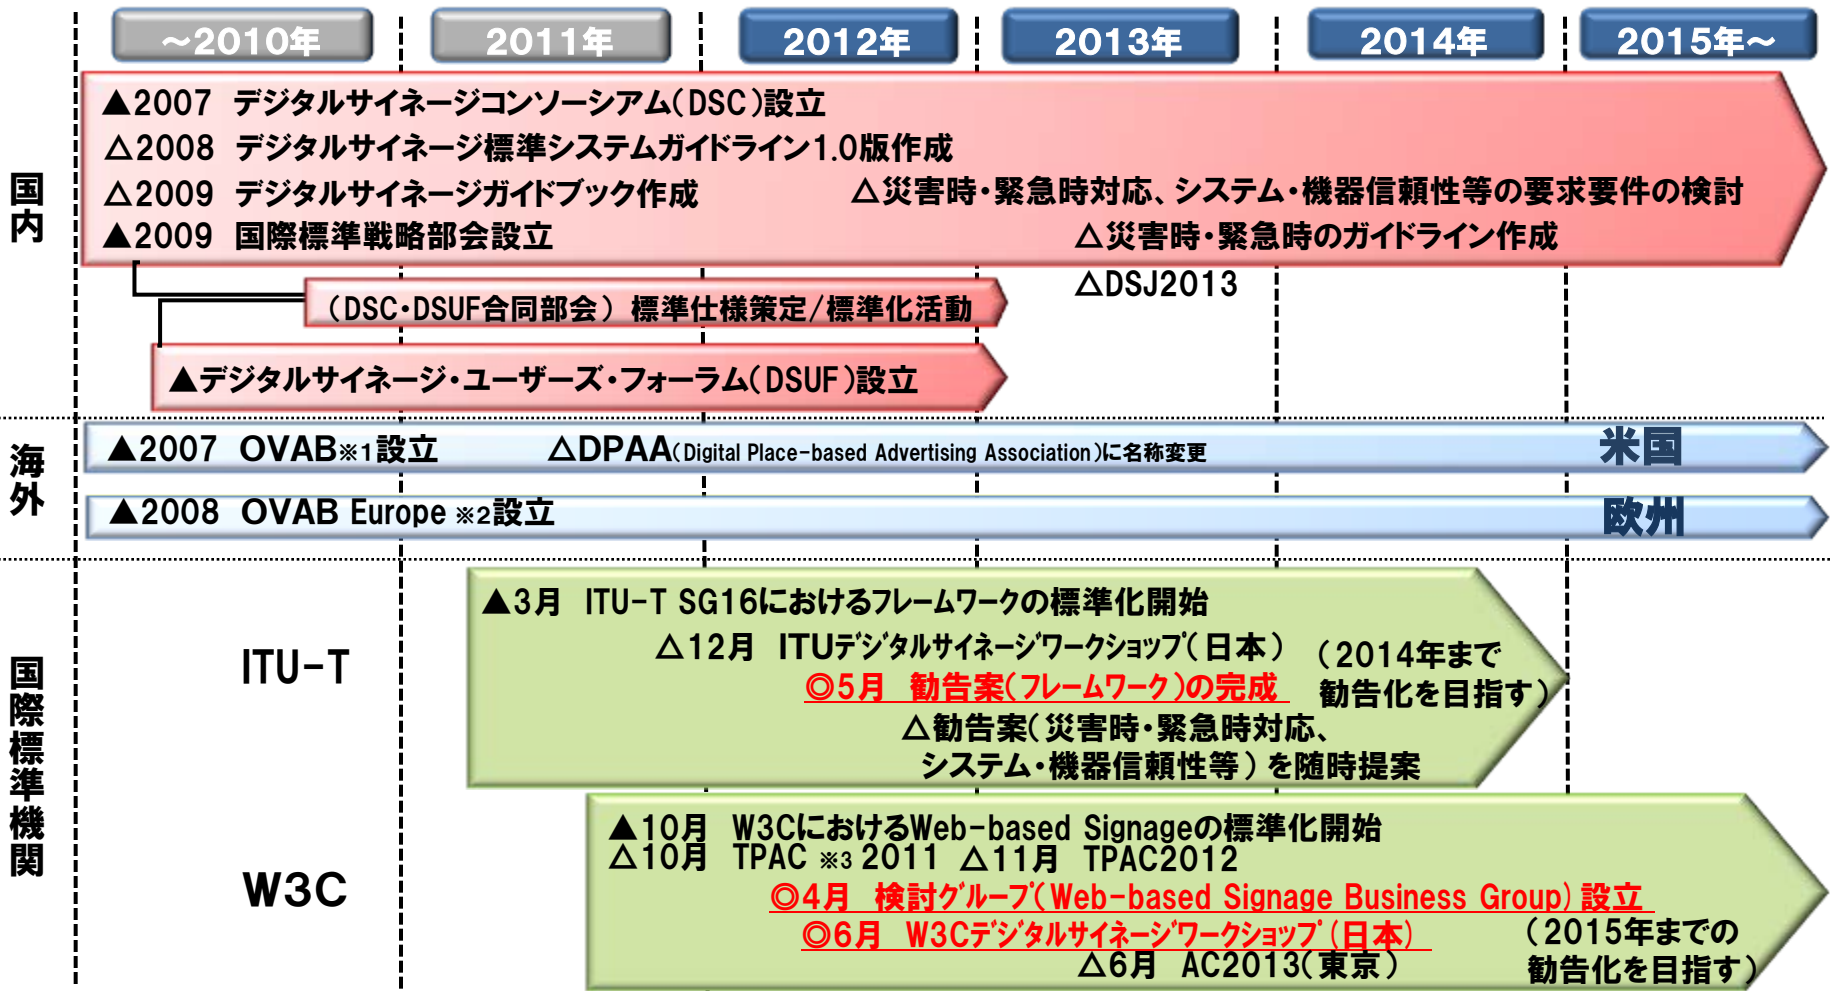 ～2010年 2011年 2012年 2013年 2014年 2015年～
国内
▲2007 デジタルサイネージコンソーシアム(DSC)設立
△2008 デジタルサイネージ標準システムガイドライン1.0版作成
△2009 デジタルサイネージガイドブック作成 △災害時・緊急時対応、システム・機器信頼性等の要求要件の検討
▲2009 国際標準戦略部会設立 △災害時・緊急時のガイドライン作成
△DSJ2013
(DSC・DSUF合同部会) 標準仕様策定/標準化活動
▲デジタルサイネージ・ユーザーズ・フォーラム(DSUF)設立
海外
▲2007 OVAB※1設立 △DPAA(Digital Place-based Advertising Association)に名称変更 米国
▲2008 OVAB Europe ※2設立 欧州
国際標準機関
ITU-T
▲3月 ITU-T SG16におけるフレームワークの標準化開始
△12月 ITUデジタルサイネージワークショップ(日本)
◎5月 勧告案(フレームワーク)の完成
(2014年まで
勧告化を目指す)
△勧告案(災害時・緊急時対応、
システム・機器信頼性等)を随時提案
W3C
▲10月 W3CにおけるWeb-based Signageの標準化開始
△10月 TPAC ※3 2011 △11月 TPAC2012
◎4月 検討グループ(Web-based Signage Business Group)設立
◎6月 W3Cデジタルサイネージワークショップ(日本)
△6月 AC2013(東京)
(2015年までの
勧告化を目指す)